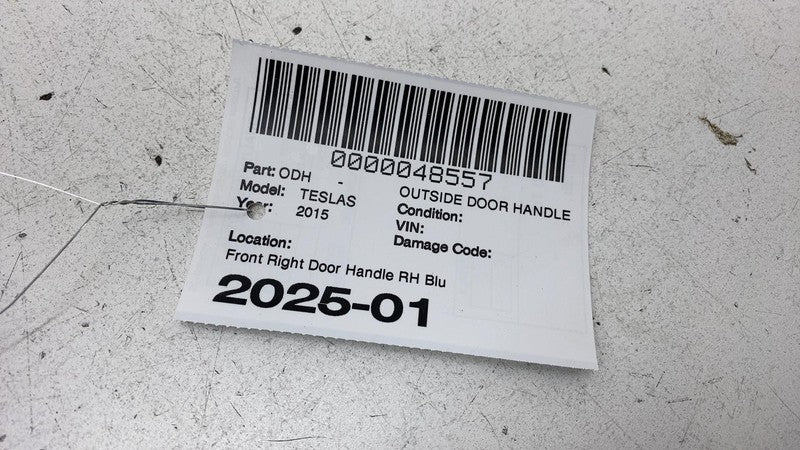 0000048557
Part: ODH - OUTSIDE DOOR HANDLE
Model: TESLAS Condition:
Year: 2015 VIN:
Damage Code:
Location:
Front Right Door Handle RH Blu
2025-01